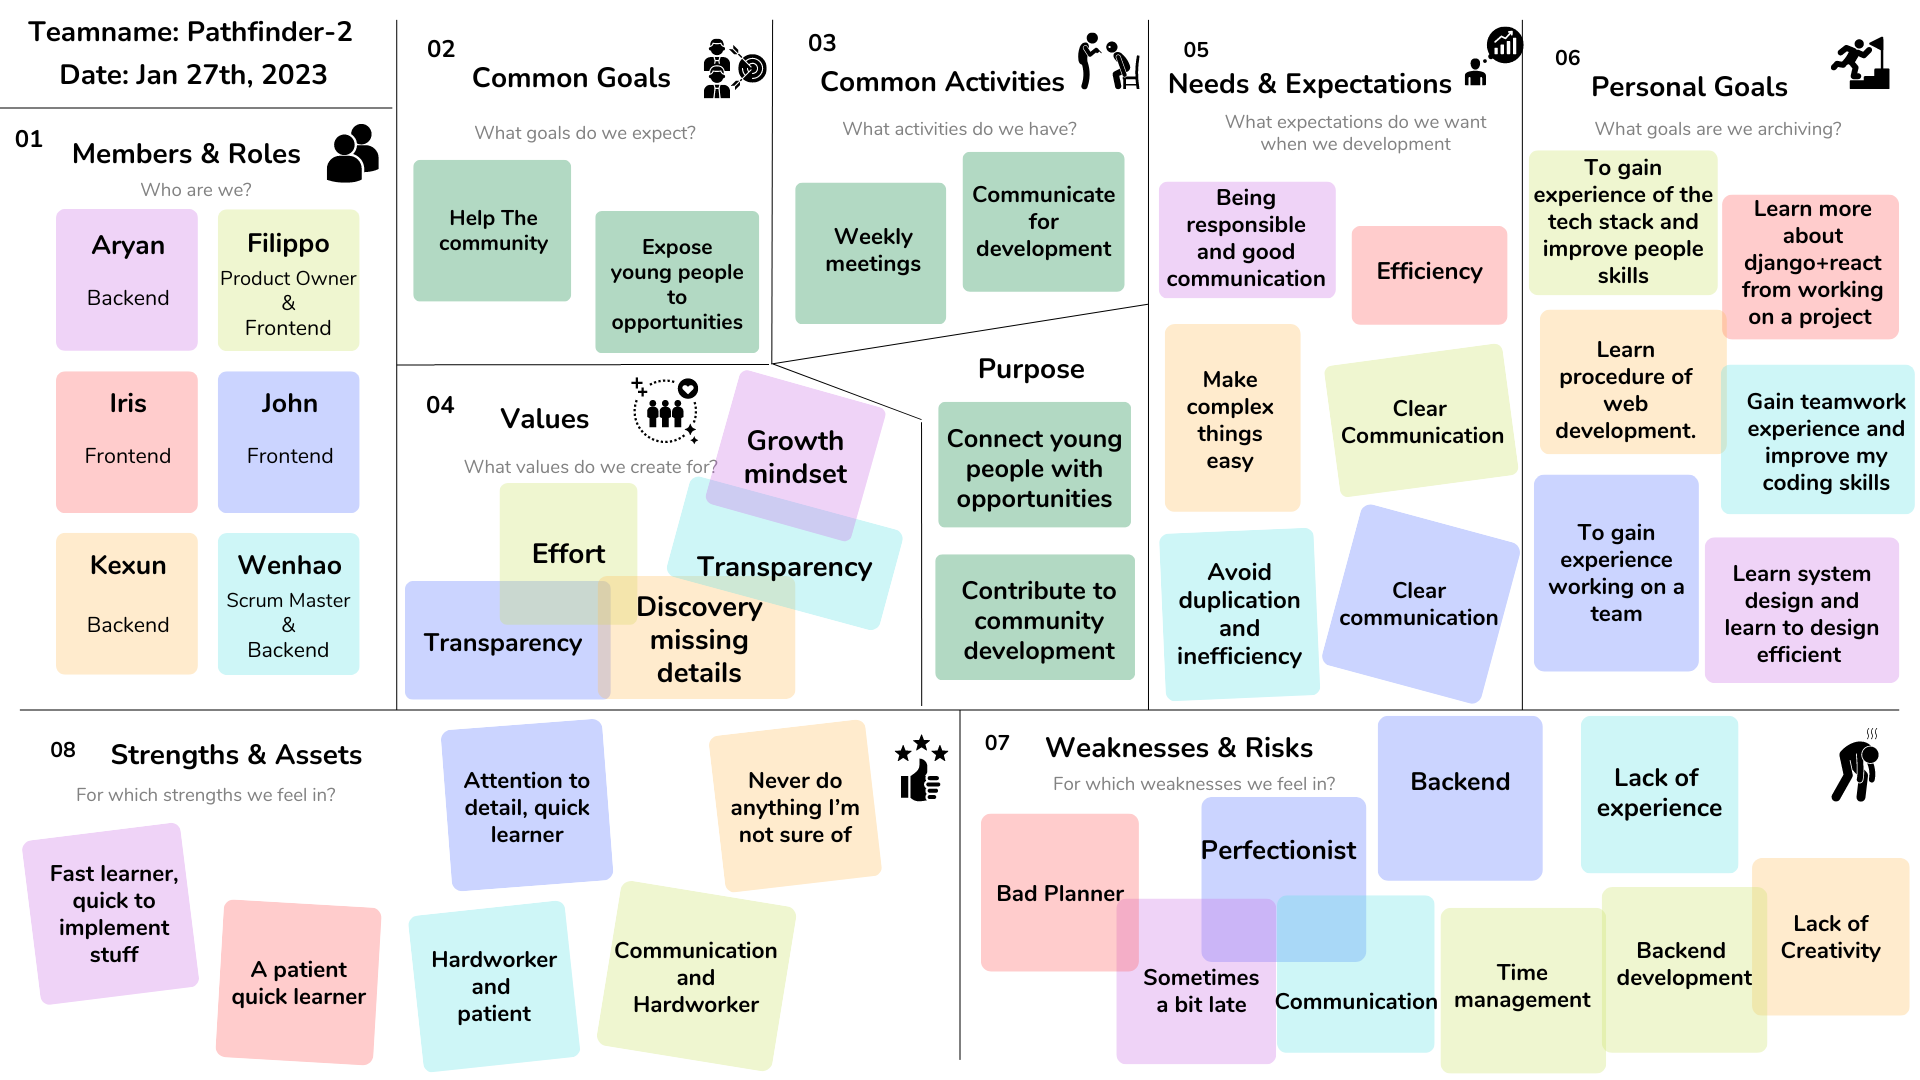 Teamname: Pathfinder-2
Date: Jan 27th, 2023
01
Members & Roles
Who are we?
Aryan
Backend
Filippo
Product Owner
&
Frontend
Iris
Frontend
John
Frontend
Kexun
Backend
Wenhao
Scrum Master
&
Backend
02
Common Goals
What goals do we expect?
Help The
community
Expose
young people
to
opportunities
03
Common Activities
What activities do we have?
Weekly
meetings
Communicate
for
development
04
Values
What values do we create for?
Growth
mindset
Effort
Transparency
Transparency
Discovery
missing
details
Purpose
Connect young
people with
opportunities
Contribute to
community
development
05
Needs & Expectations
What expectations do we want
when we development
Being
responsible
and good
communication
Efficiency
Make
complex
things
easy
Clear
Communication
Avoid
duplication
and
inefficiency
Clear
communication
06
Personal Goals
What goals are we archiving?
To gain
experience of the
tech stack and
improve people
skills
Learn more
about
django+react
from working
on a project
Learn
procedure of
web
development.
Gain teamwork
experience and
improve my
coding skills
To gain
experience
working on a
team
Learn system
design and
learn to design
efficient
08
Strengths & Assets
For which strengths we feel in?
Attention to
detail, quick
learner
Never do
anything I'm
not sure of
Fast learner,
quick to
implement
stuff
A patient
quick learner
Hardworker
and
patient
Communication
and
Hardworker
07
Weaknesses & Risks
For which weaknesses we feel in?
Backend
Lack of
experience
Perfectionist
Bad Planner
Sometimes
a bit late
Communication
Time
management
Backend
development
Lack of
Creativity